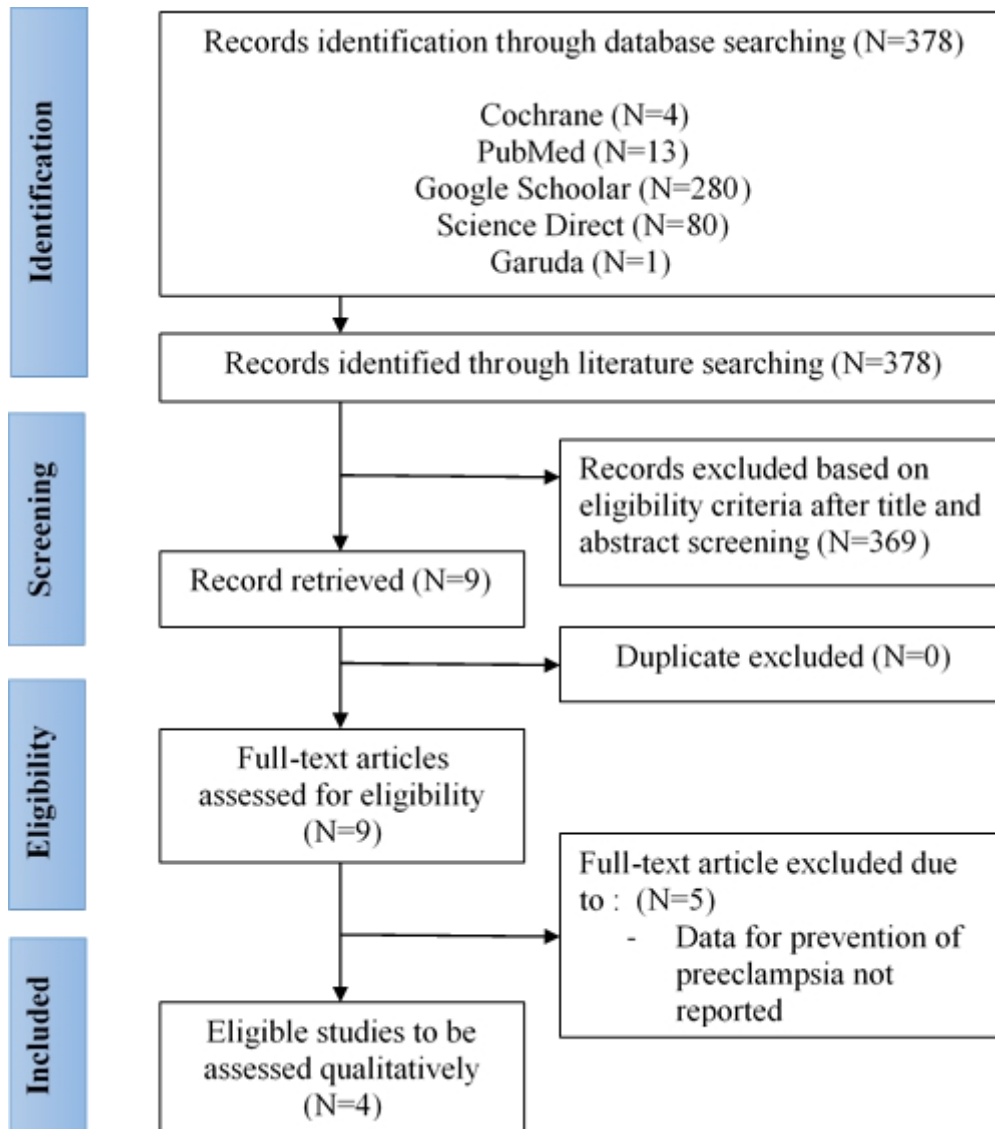 Identification
Records identification through database searching (N=378)
Cochrane (N=4)
PubMed (N=13)
Google Schoolar (N=280)
Science Direct (N=80)
Garuda (N=1)
Records identified through literature searching (N=378)
Screening
Records excluded based on
eligibility criteria after title and
abstract screening (N=369)
Record retrieved (N=9)
Duplicate excluded (N=0)
Eligibility
Full-text articles
assessed for eligibility
(N=9)
Full-text article excluded due
to : (N=5)
- Data for prevention of
preeclampsia not
reported
Included
Eligible studies to be
assessed qualitatively
(N=4)